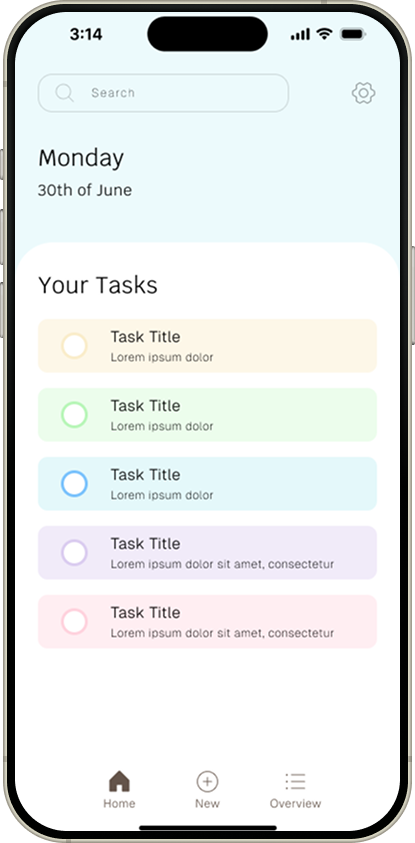 3:14
Search
Monday
30th of June
Your Tasks
Task Title
Lorem ipsum dolor
Task Title
Lorem ipsum dolor
Task Title
Lorem ipsum dolor
Task Title
Lorem ipsum dolor sit amet, consectetur
Task Title
Lorem ipsum dolor sit amet, consectetur
Home
New
Overview